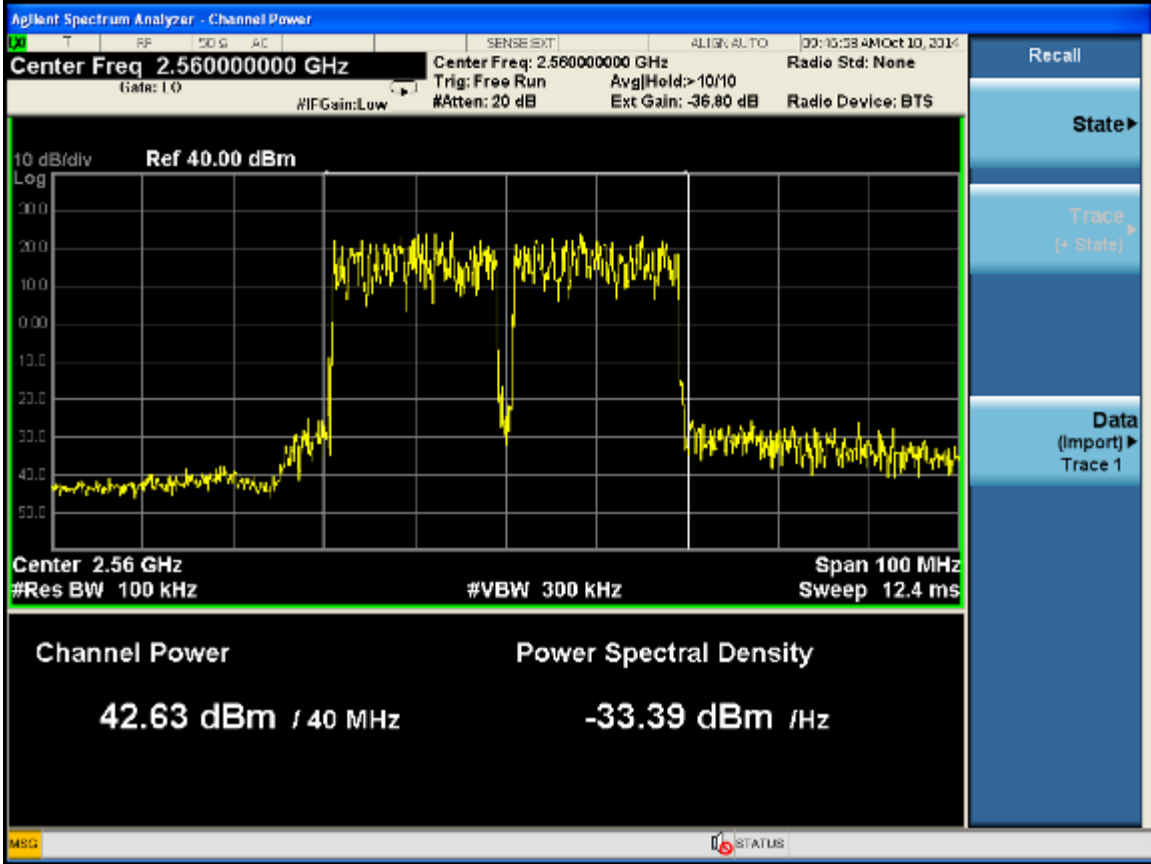 Agilent Spectrum Analyzer - Channel Power
LXI T RF 50 Ω AC SENSE:EXT ALIGN AUTO AM Oct 10, 2014
Center Freq 2.560000000 GHz
Gate: LO
#IFGain:Low
Center Freq: 2.560000000 GHz
Trig: Free Run
#Atten: 20 dB
Avg|Hold:>10/10
Ext Gain: -36.80 dB
Radio Std: None
Radio Device: BTS
10 dB/div Ref 40.00 dBm
Log
30.0
20.0
10.0
0.00
10.0
20.0
30.0
40.0
50.0
Center 2.56 GHz Span 100 MHz
#Res BW 100 kHz #VBW 300 kHz Sweep 12.4 ms
Channel Power Power Spectral Density
42.63 dBm / 40 MHz -33.39 dBm /Hz
Recall
State
Trace
(+ State)
Data
(Import)
Trace 1
MSG STATUS